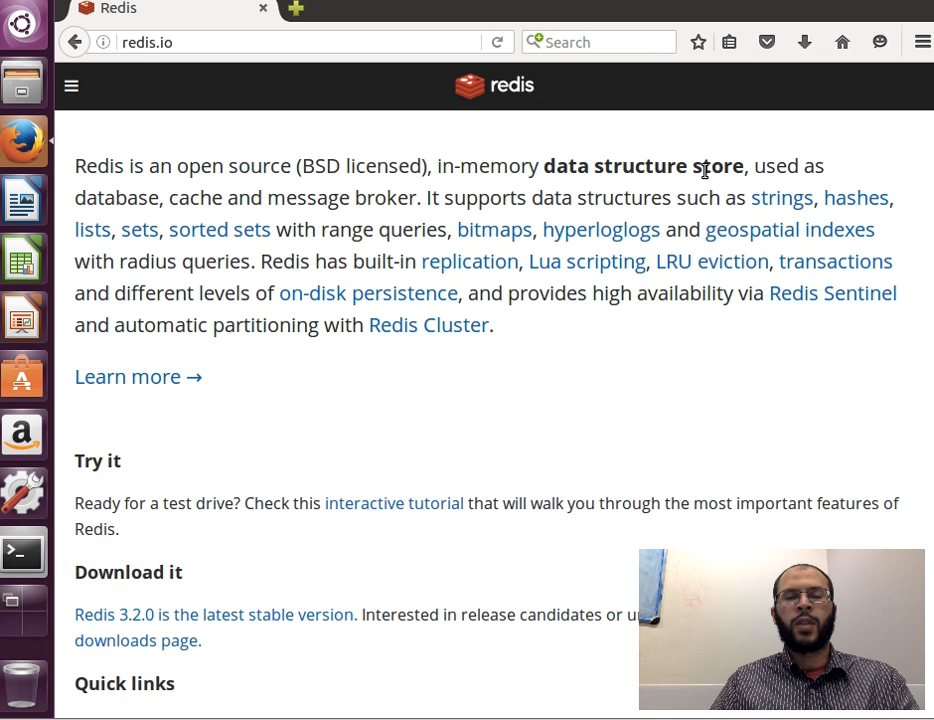 Redis
redis.io
Search
redis
Redis is an open source (BSD licensed), in-memory data structure store, used as
database, cache and message broker. It supports data structures such as strings, hashes,
lists, sets, sorted sets with range queries, bitmaps, hyperloglogs and geospatial indexes
with radius queries. Redis has built-in replication, Lua scripting, LRU eviction, transactions
and different levels of on-disk persistence, and provides high availability via Redis Sentinel
and automatic partitioning with Redis Cluster.
Learn more →
Try it
Ready for a test drive? Check this interactive tutorial that will walk you through the most important features of
Redis.
Download it
Redis 3.2.0 is the latest stable version. Interested in release candidates or
downloads page.
Quick links